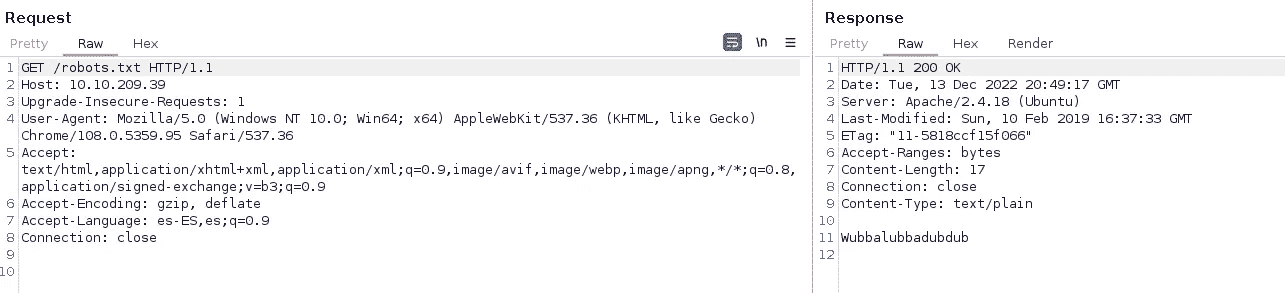 Request
Pretty Raw Hex \n
1 GET /robots.txt HTTP/1.1
2 Host: 10.10.209.39
3 Upgrade-Insecure-Requests: 1
4 User-Agent: Mozilla/5.0 (Windows NT 10.0; Win64; x64) AppleWebKit/537.36 (KHTML, like Gecko)
Chrome/108.0.5359.95 Safari/537.36
5 Accept:
text/html,application/xhtml+xml,application/xml;q=0.9,image/avif,image/webp,image/apng,*/*;q=0.8,
application/signed-exchange;v=b3;q=0.9
6 Accept-Encoding: gzip, deflate
7 Accept-Language: es-ES,es;q=0.9
8 Connection: close
9
10
Response
Pretty Raw Hex Render
1 HTTP/1.1 200 OK
2 Date: Tue, 13 Dec 2022 20:49:17 GMT
3 Server: Apache/2.4.18 (Ubuntu)
4 Last-Modified: Sun, 10 Feb 2019 16:37:33 GMT
5 ETag: "11-5818ccf15f066"
6 Accept-Ranges: bytes
7 Content-Length: 17
8 Connection: close
9 Content-Type: text/plain
10
11 Wubbalubbadubdub
12